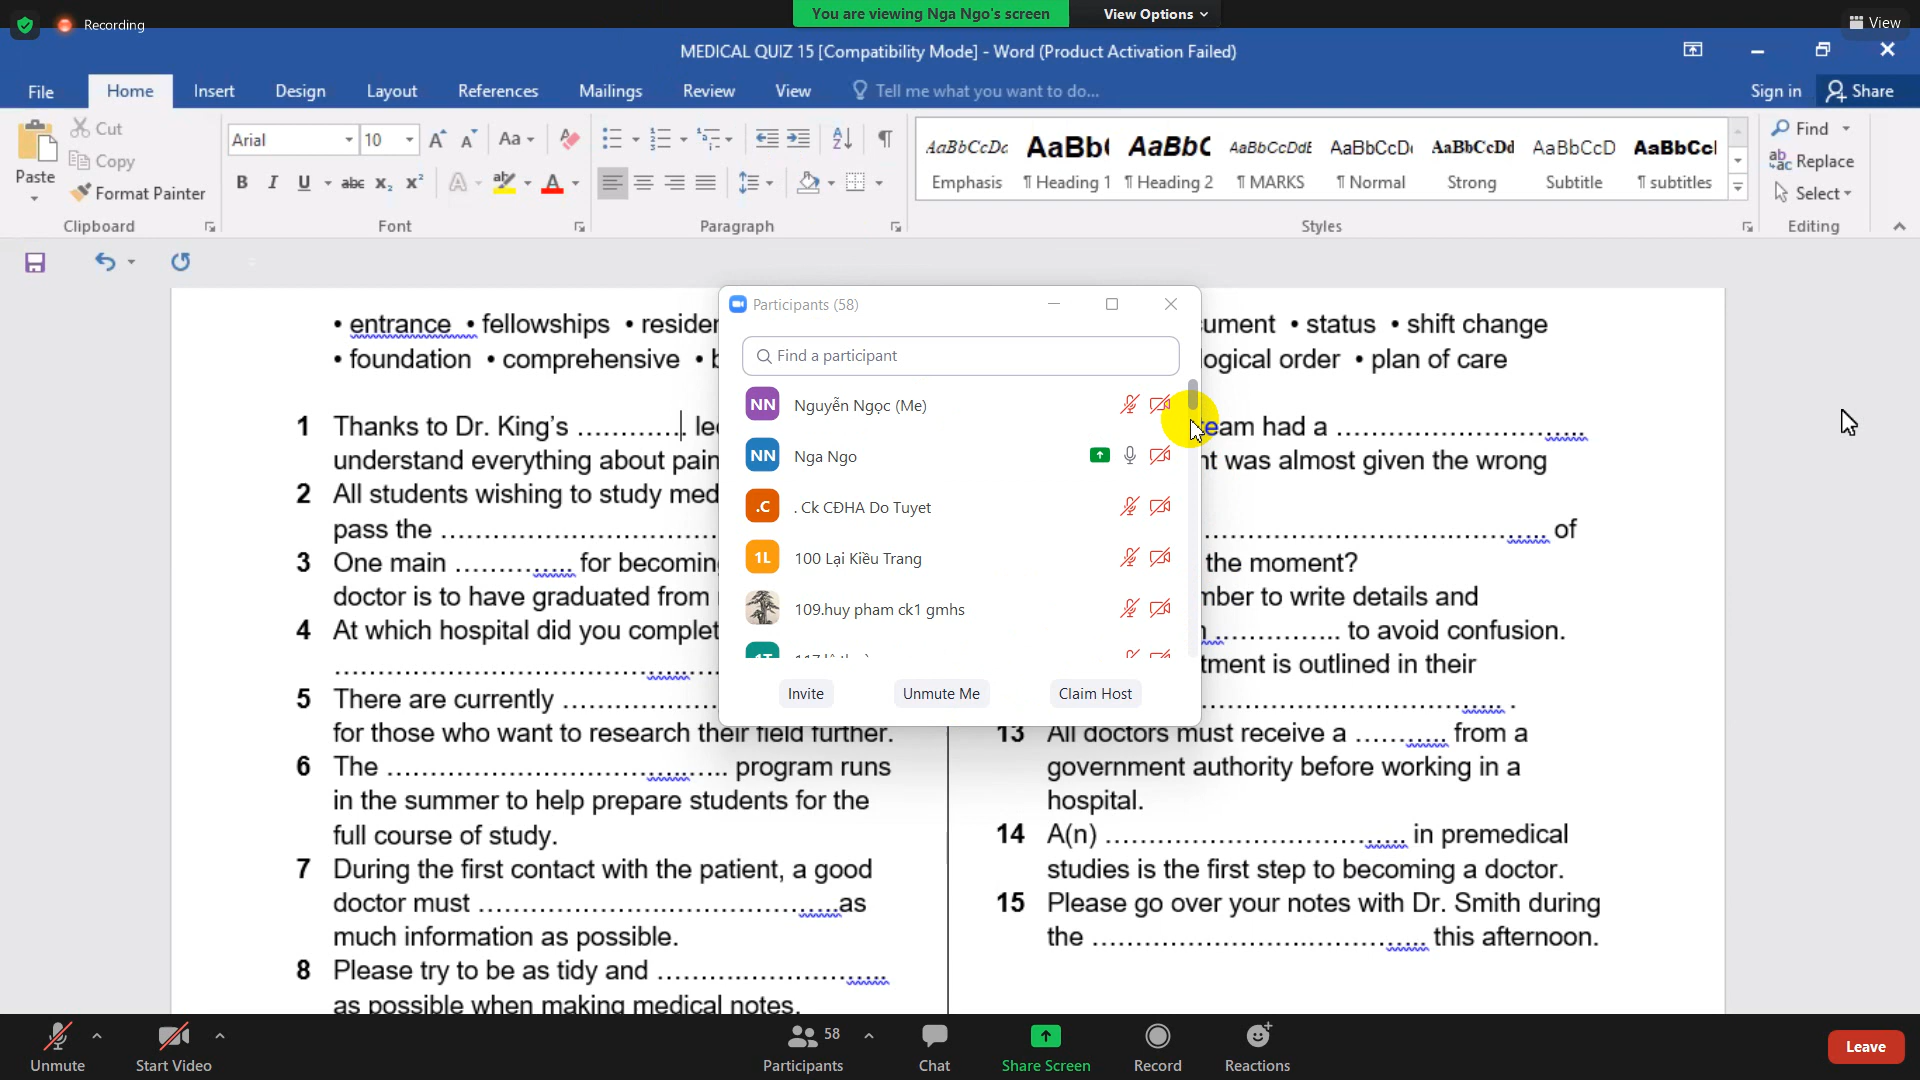 Recording
You are viewing Nga Ngo's screen
View Options
View
MEDICAL QUIZ 15 [Compatibility Mode] - Word (Product Activation Failed)
File Home Insert Design Layout References Mailings Review View Tell me what you want to do...
Sign in Share
Paste
Cut
Copy
Format Painter
Clipboard
Arial 10
Font
Paragraph
AaBbCcDc AaBb( AaBbC AaBbCcDdE AaBbCcDc AaBbCcDd AaBbCcD AaBbCc
Emphasis ¶ Heading 1 ¶ Heading 2 ¶ MARKS ¶ Normal Strong Subtitle ¶ subtitles
Styles
Find
Replace
Select
Editing
• entrance • fellowships •
• foundation • comprehensive •
• status • shift change
order • plan of care
1 Thanks to Dr. King's .............
understand everything about
2 All students wishing to study
pass the ................................
3 One main .............. for
doctor is to have graduated from
4 At which hospital did you
..................................................
5 There are currently ..................
for those who want to research their field further.
6 The ........................................ program runs
in the summer to help prepare students for the
full course of study.
7 During the first contact with the patient, a good
doctor must ..........................................as
much information as possible.
8 Please try to be as tidy and ...........................
as possible when making medical notes.
had a .............................
was almost given the wrong
........................................... of
the moment?
to write details and
............... to avoid confusion.
is outlined in their
................................... .
13 All doctors must receive a ........... from a
government authority before working in a
hospital.
14 A(n) ................................... in premedical
studies is the first step to becoming a doctor.
15 Please go over your notes with Dr. Smith during
the ....................................... this afternoon.
Participants (58)
Find a participant
NN Nguyễn Ngọc (Me)
NN Nga Ngo
.C . Ck CĐHA Do Tuyet
1L 100 Lại Kiều Trang
109.huy pham ck1 gmhs
Invite Unmute Me Claim Host
Unmute
Start Video
58
Participants
Chat
Share Screen
Record
Reactions
Leave